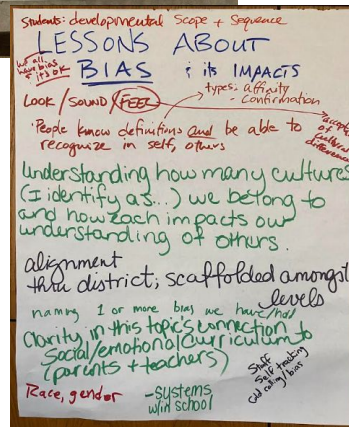 Students: developmental Scope + Sequence
LESSONS ABOUT
we all have bias & it's ok
BIAS & its IMPACTS
LOOK / SOUND / FEEL
types: affinity
- confirmation
of cultural differences
"People know definitions and be able to
recognize in self, others
Understanding how many cultures
(I identify as...) we belong to
and how each impacts our
understanding of others.
alignment
thru district; scaffolded amongst
levels
naming 1 or more bias we have/had
Clarity in this topic's connection to
Social/emotional curriculum
(parents + teachers)
Staff
Self teaching
cold calling/bias
Race, gender
- systems
w/in school